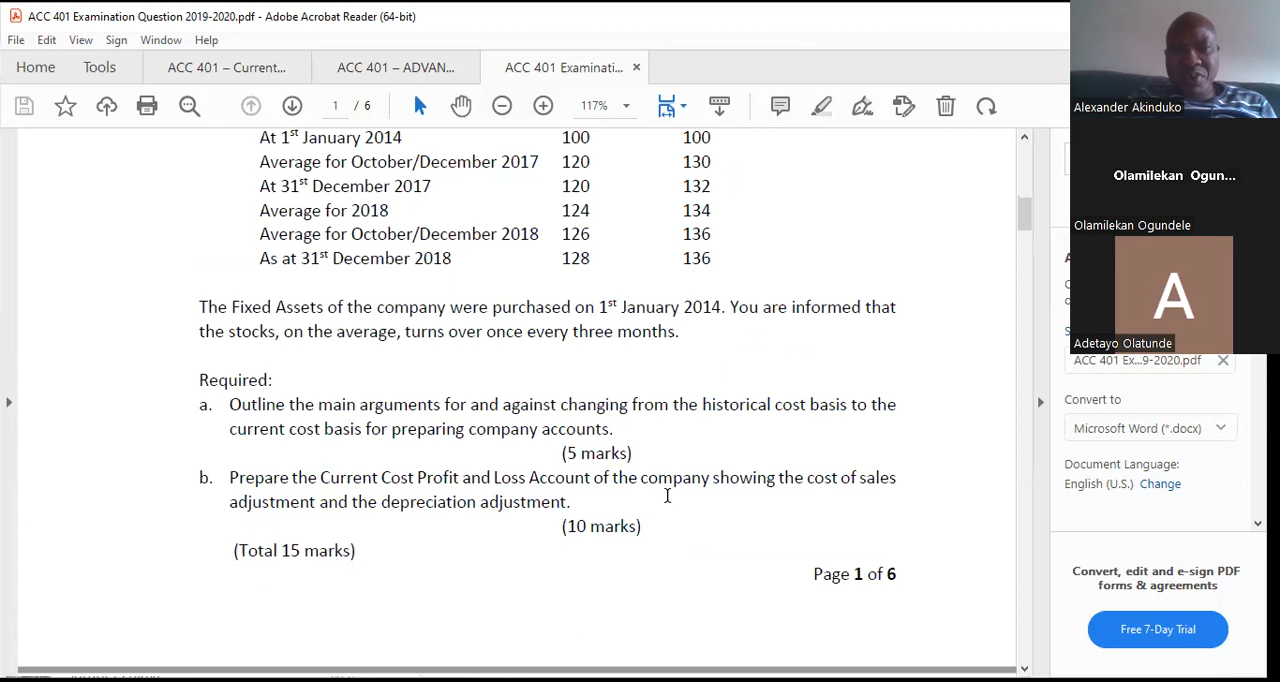 ACC 401 Examination Question 2019-2020.pdf - Adobe Acrobat Reader (64-bit)
File Edit View Sign Window Help
Home Tools ACC 401 – Current... ACC 401 – ADVAN... ACC 401 Examinati... ×
1 / 6 117%
At 1st January 2014 100 100
Average for October/December 2017 120 130
At 31st December 2017 120 132
Average for 2018 124 134
Average for October/December 2018 126 136
As at 31st December 2018 128 136
The Fixed Assets of the company were purchased on 1st January 2014. You are informed that
the stocks, on the average, turns over once every three months.
Required:
a. Outline the main arguments for and against changing from the historical cost basis to the
current cost basis for preparing company accounts.
(5 marks)
b. Prepare the Current Cost Profit and Loss Account of the company showing the cost of sales
adjustment and the depreciation adjustment.
(10 marks)
(Total 15 marks)
Page 1 of 6
Alexander Akinduko
Olamilekan Ogun...
Olamilekan Ogundele
A
Adetayo Olatunde
ACC 401 Ex...9-2020.pdf
Convert to
Microsoft Word (*.docx)
Document Language:
English (U.S.) Change
Convert, edit and e-sign PDF
forms & agreements
Free 7-Day Trial